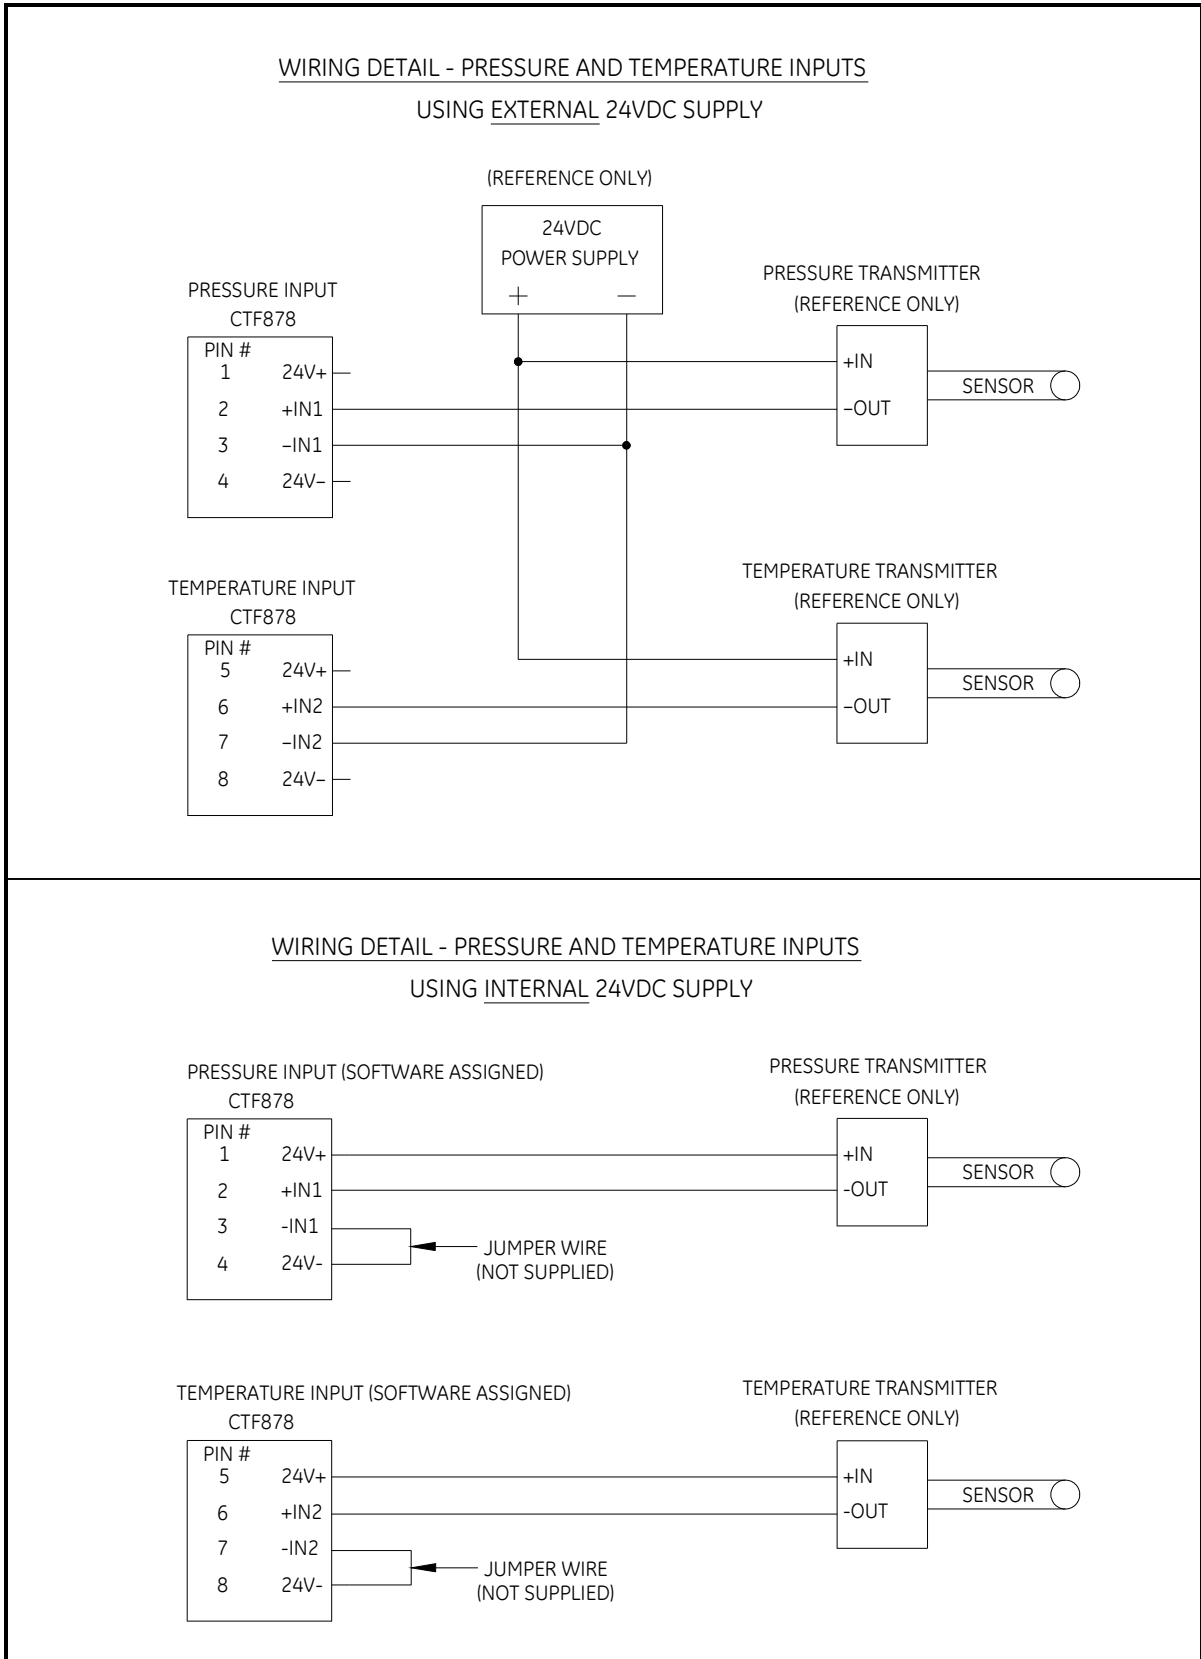 WIRING DETAIL - PRESSURE AND TEMPERATURE INPUTS
USING EXTERNAL 24VDC SUPPLY
(REFERENCE ONLY)
24VDC
POWER SUPPLY
+ —
PRESSURE INPUT
CTF878
PIN #
1 24V+
2 +IN1
3 –IN1
4 24V–
PRESSURE TRANSMITTER
(REFERENCE ONLY)
+IN
–OUT
SENSOR
TEMPERATURE INPUT
CTF878
PIN #
5 24V+
6 +IN2
7 –IN2
8 24V–
TEMPERATURE TRANSMITTER
(REFERENCE ONLY)
+IN
–OUT
SENSOR
WIRING DETAIL - PRESSURE AND TEMPERATURE INPUTS
USING INTERNAL 24VDC SUPPLY
PRESSURE INPUT (SOFTWARE ASSIGNED)
CTF878
PIN #
1 24V+
2 +IN1
3 -IN1
4 24V-
JUMPER WIRE
(NOT SUPPLIED)
PRESSURE TRANSMITTER
(REFERENCE ONLY)
+IN
-OUT
SENSOR
TEMPERATURE INPUT (SOFTWARE ASSIGNED)
CTF878
PIN #
5 24V+
6 +IN2
7 -IN2
8 24V-
JUMPER WIRE
(NOT SUPPLIED)
TEMPERATURE TRANSMITTER
(REFERENCE ONLY)
+IN
-OUT
SENSOR